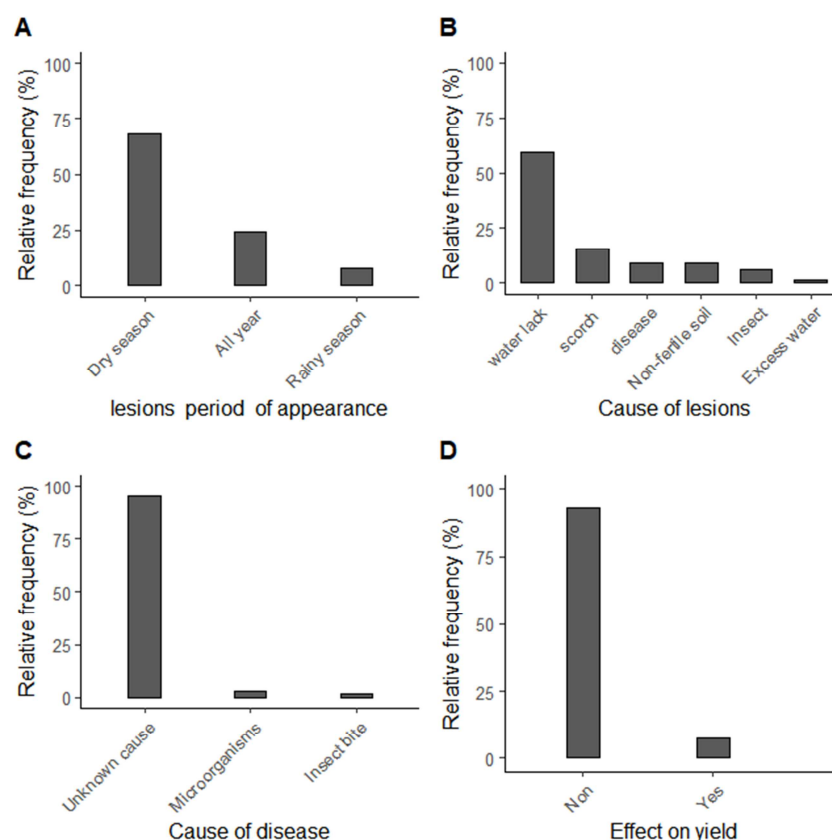 A
Relative frequency (%)
100
75
50
25
0
Dry season
All year
Rainy season
lesions period of appearance
B
Relative frequency (%)
100
75
50
25
0
water lack
scorch
disease
Non-fertile soil
Insect
Excess water
Cause of lesions
C
Relative frequency (%)
100
75
50
25
0
Unknown cause
Microorganisms
Insect bite
Cause of disease
D
Relative frequency (%)
100
75
50
25
0
Non
Yes
Effect on yield